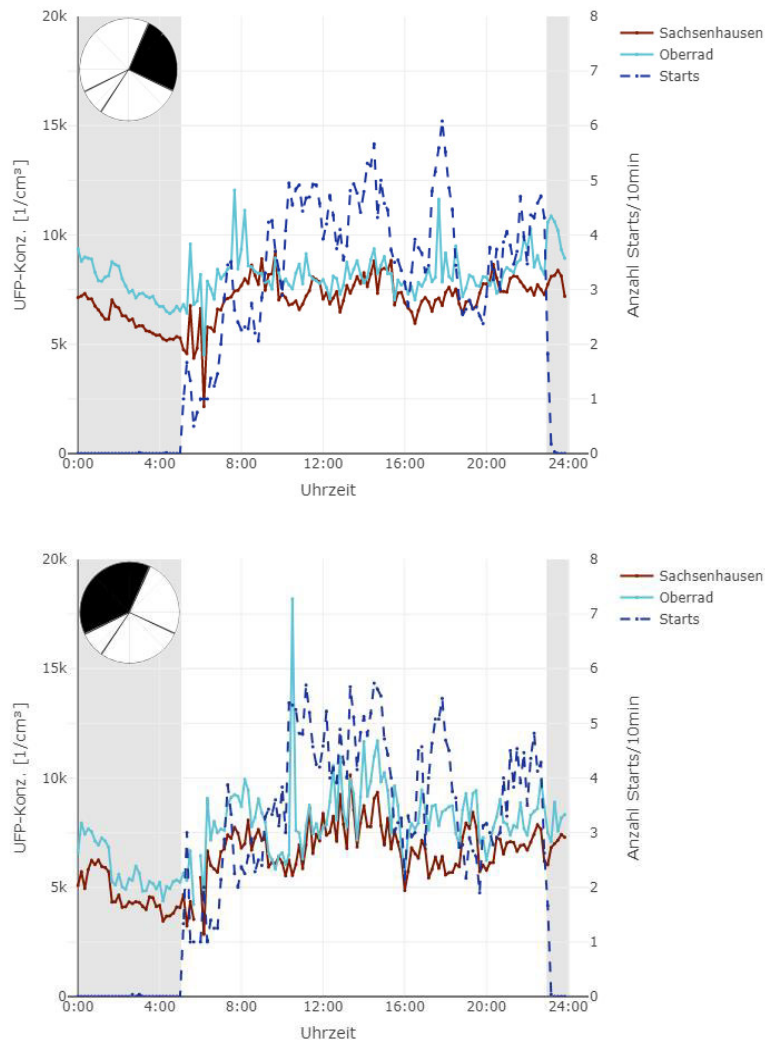 20k
15k
10k
5k
0
UFP-Konz. [1/cm³]
0:00 4:00 8:00 12:00 16:00 20:00 24:00
Uhrzeit
8
7
6
5
4
3
2
1
0
Anzahl Starts/10min
Sachsenhausen
Oberrad
Starts
20k
15k
10k
5k
0
UFP-Konz. [1/cm³]
0:00 4:00 8:00 12:00 16:00 20:00 24:00
Uhrzeit
8
7
6
5
4
3
2
1
0
Anzahl Starts/10min
Sachsenhausen
Oberrad
Starts